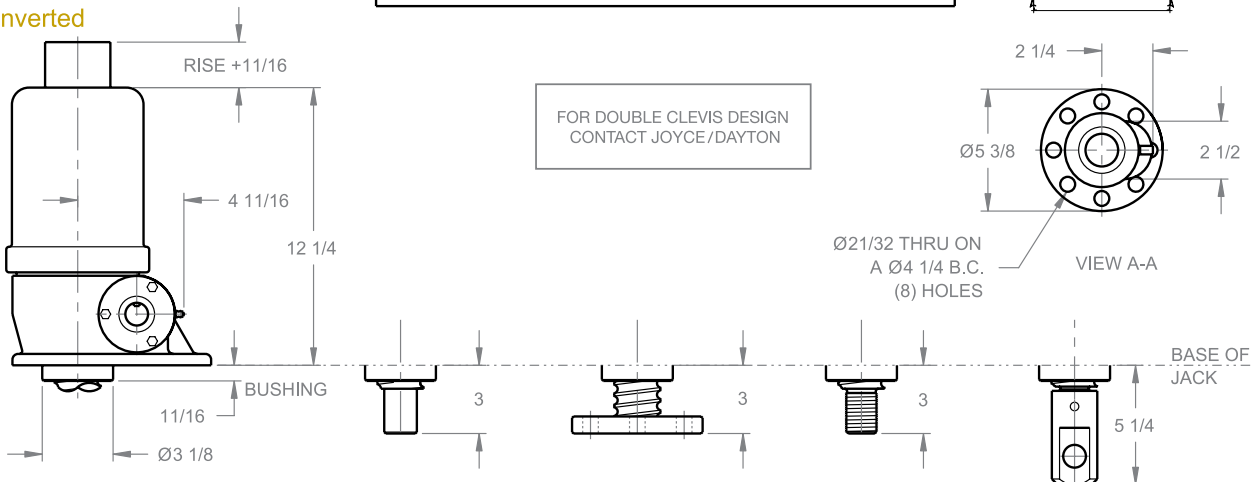 nverted
RISE +11/16
4 11/16
12 1/4
BUSHING
11/16
Ø3 1/8
FOR DOUBLE CLEVIS DESIGN
CONTACT JOYCE/DAYTON
2 1/4
Ø5 3/8
2 1/2
Ø21/32 THRU ON
A Ø4 1/4 B.C.
(8) HOLES
VIEW A-A
3
3
3
BASE OF
JACK
5 1/4